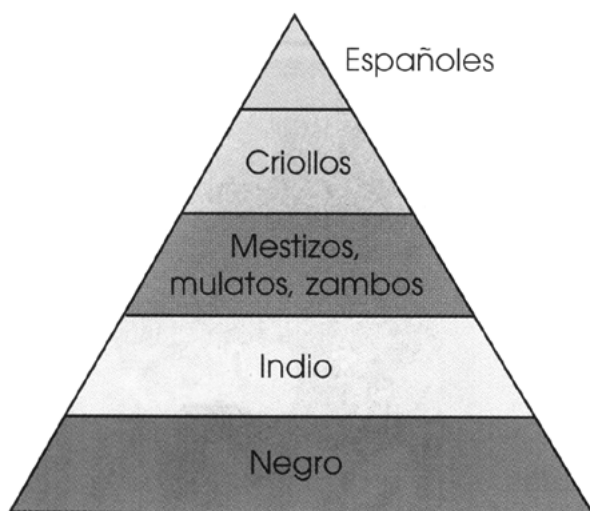 Españoles
Criollos
Mestizos,
mulatos, zambos
Indio
Negro